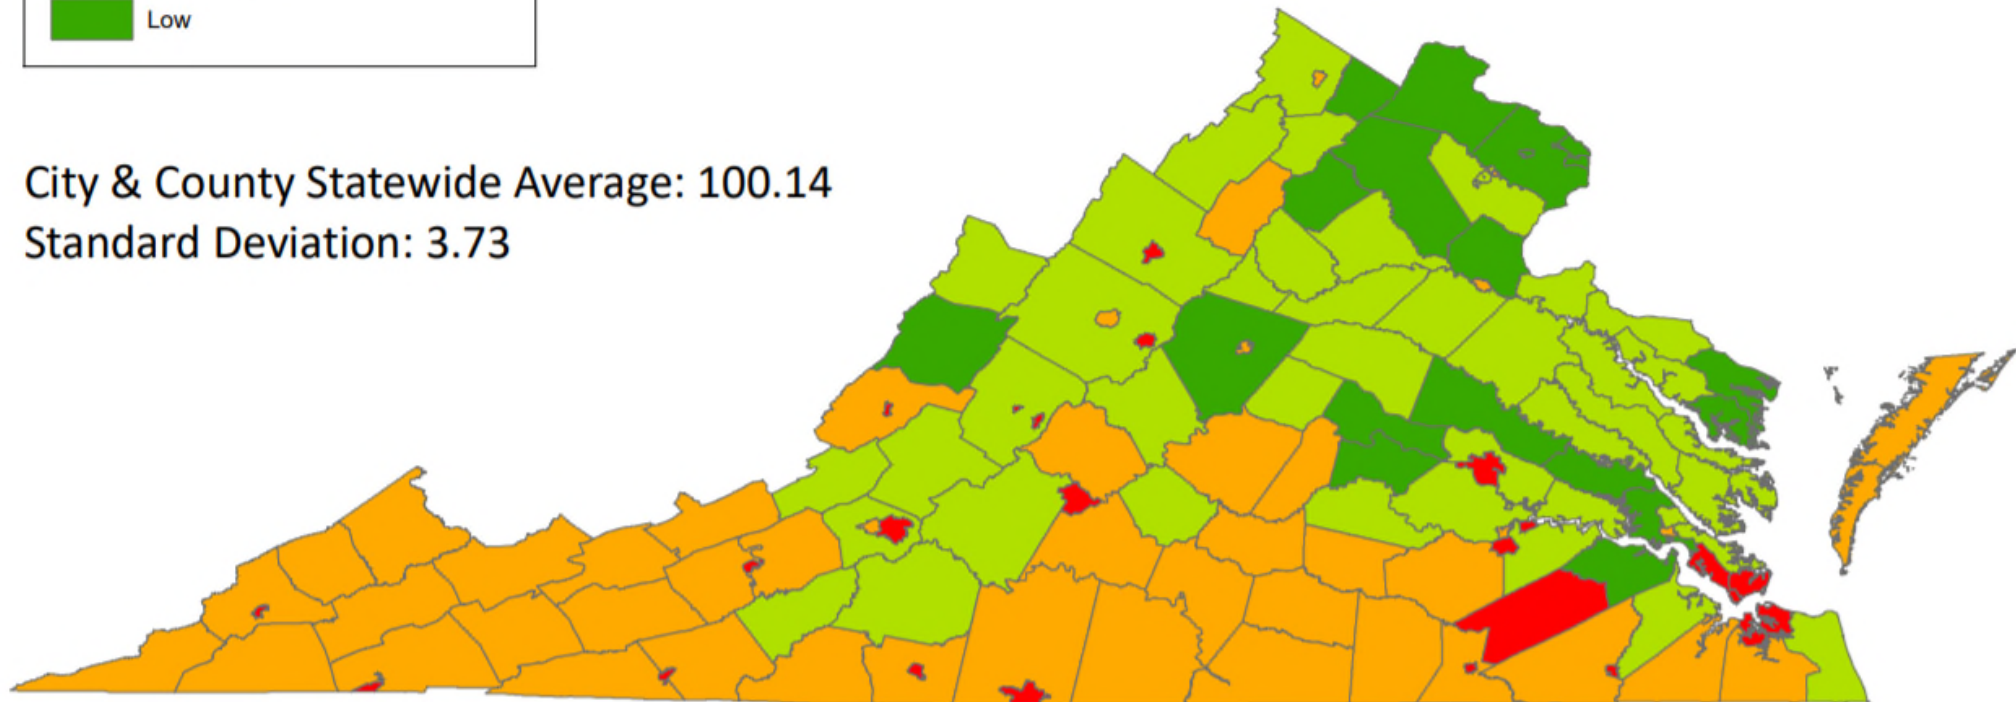 Low
City & County Statewide Average: 100.14
Standard Deviation: 3.73